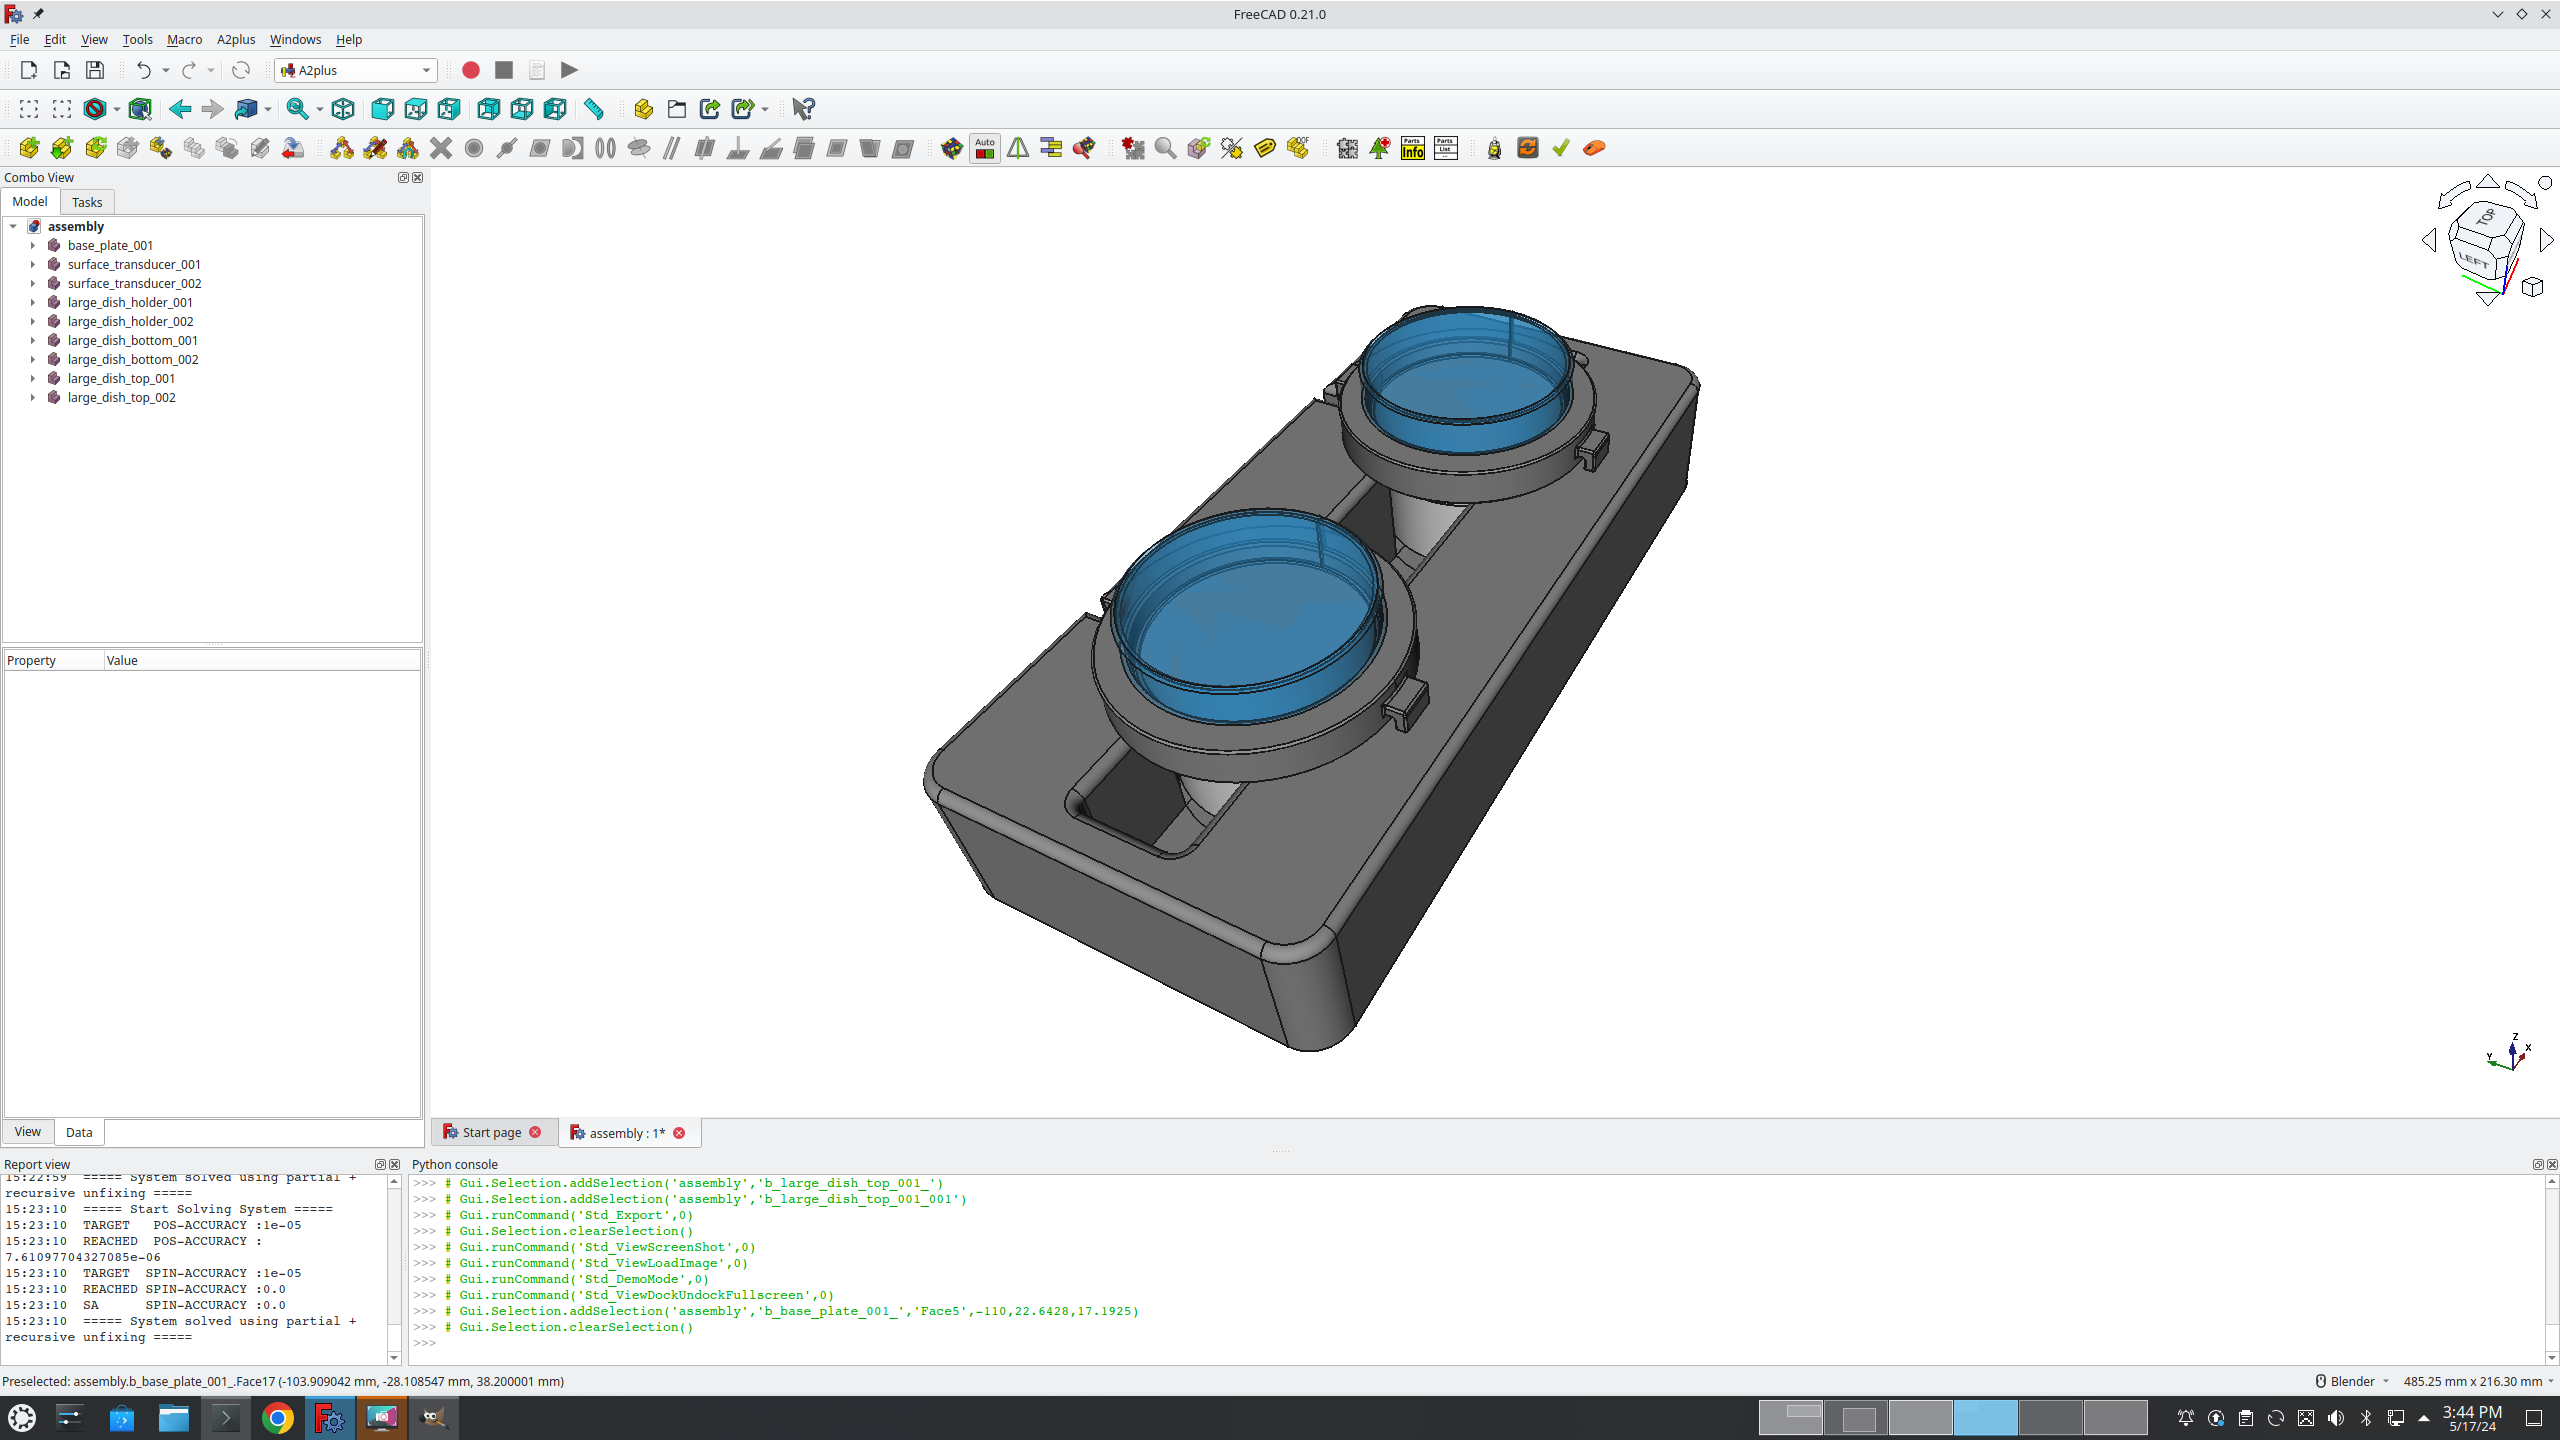 FreeCAD 0.21.0
File Edit View Tools Macro A2plus Windows Help
A2plus
Auto
Parts Info
Parts List
Combo View
Model Tasks
assembly
base_plate_001
surface_transducer_001
surface_transducer_002
large_dish_holder_001
large_dish_holder_002
large_dish_bottom_001
large_dish_bottom_002
large_dish_top_001
large_dish_top_002
TOP
LEFT
Property Value
Z
X
Y
View Data
Start page assembly : 1*
Report view
15:22:59 ===== System solved using partial +
recursive unfixing =====
15:23:10 ===== Start Solving System =====
15:23:10 TARGET POS-ACCURACY :1e-05
15:23:10 REACHED POS-ACCURACY :
7.61097704327085e-06
15:23:10 TARGET SPIN-ACCURACY :1e-05
15:23:10 REACHED SPIN-ACCURACY :0.0
15:23:10 SA SPIN-ACCURACY :0.0
15:23:10 ===== System solved using partial +
recursive unfixing =====
Python console
>>> # Gui.Selection.addSelection('assembly','b_large_dish_top_001_')
>>> # Gui.Selection.addSelection('assembly','b_large_dish_top_001_001')
>>> # Gui.runCommand('Std_Export',0)
>>> # Gui.Selection.clearSelection()
>>> # Gui.runCommand('Std_ViewScreenShot',0)
>>> # Gui.runCommand('Std_ViewLoadImage',0)
>>> # Gui.runCommand('Std_DemoMode',0)
>>> # Gui.runCommand('Std_ViewDockUndockFullscreen',0)
>>> # Gui.Selection.addSelection('assembly','b_base_plate_001_','Face5',-110,22.6428,17.1925)
>>> # Gui.Selection.clearSelection()
>>>
Preselected: assembly.b_base_plate_001_.Face17 (-103.909042 mm, -28.108547 mm, 38.200001 mm)
Blender
485.25 mm x 216.30 mm
3:44 PM
5/17/24